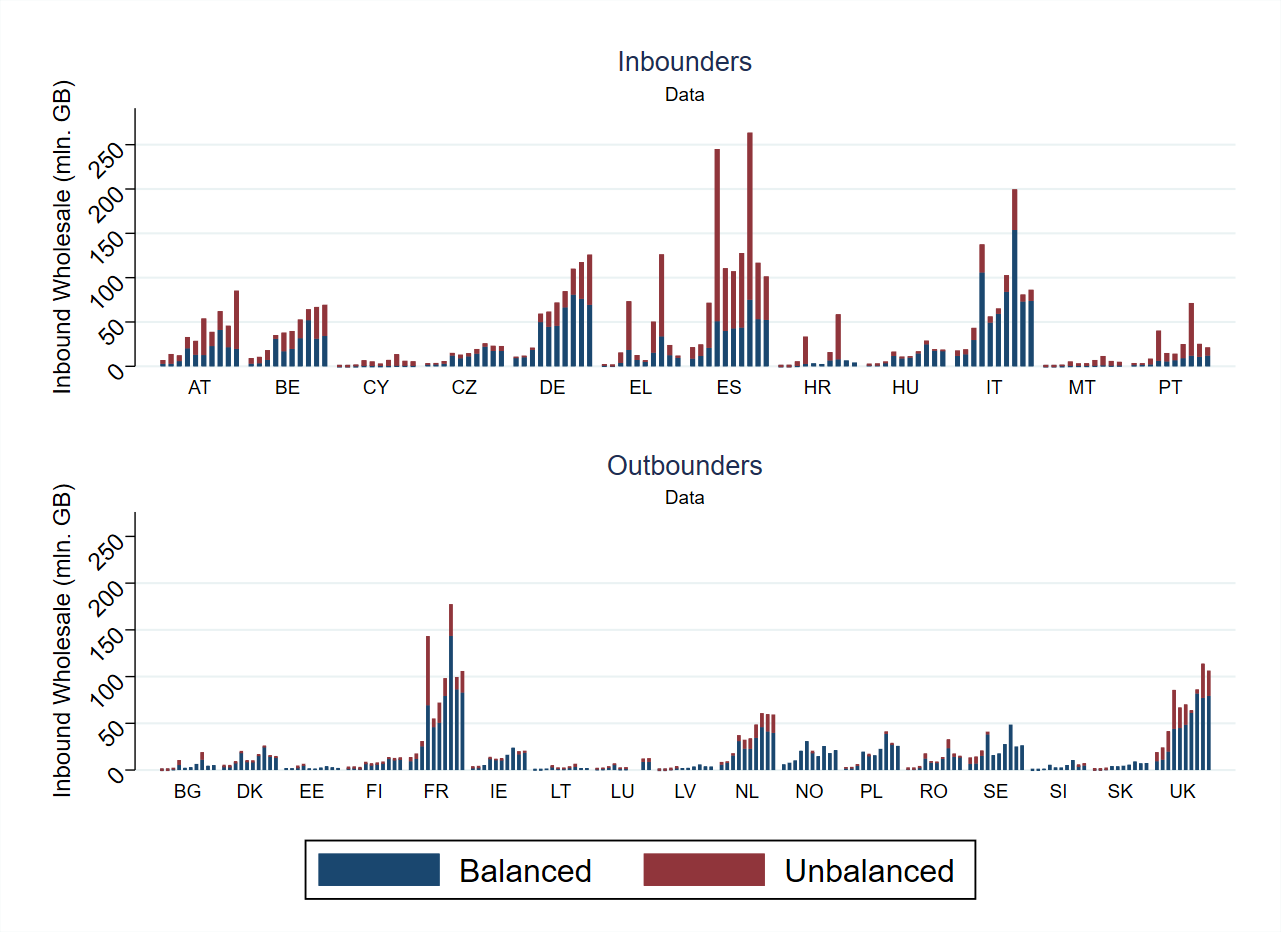 Inbounders
Data
Inbound Wholesale (mln. GB)
250
200
150
100
50
0
AT BE CY CZ DE EL ES HR HU IT MT PT
Outbounders
Data
Inbound Wholesale (mln. GB)
250
200
150
100
50
0
BG DK EE FI FR IE LT LU LV NL NO PL RO SE SI SK UK
Balanced Unbalanced